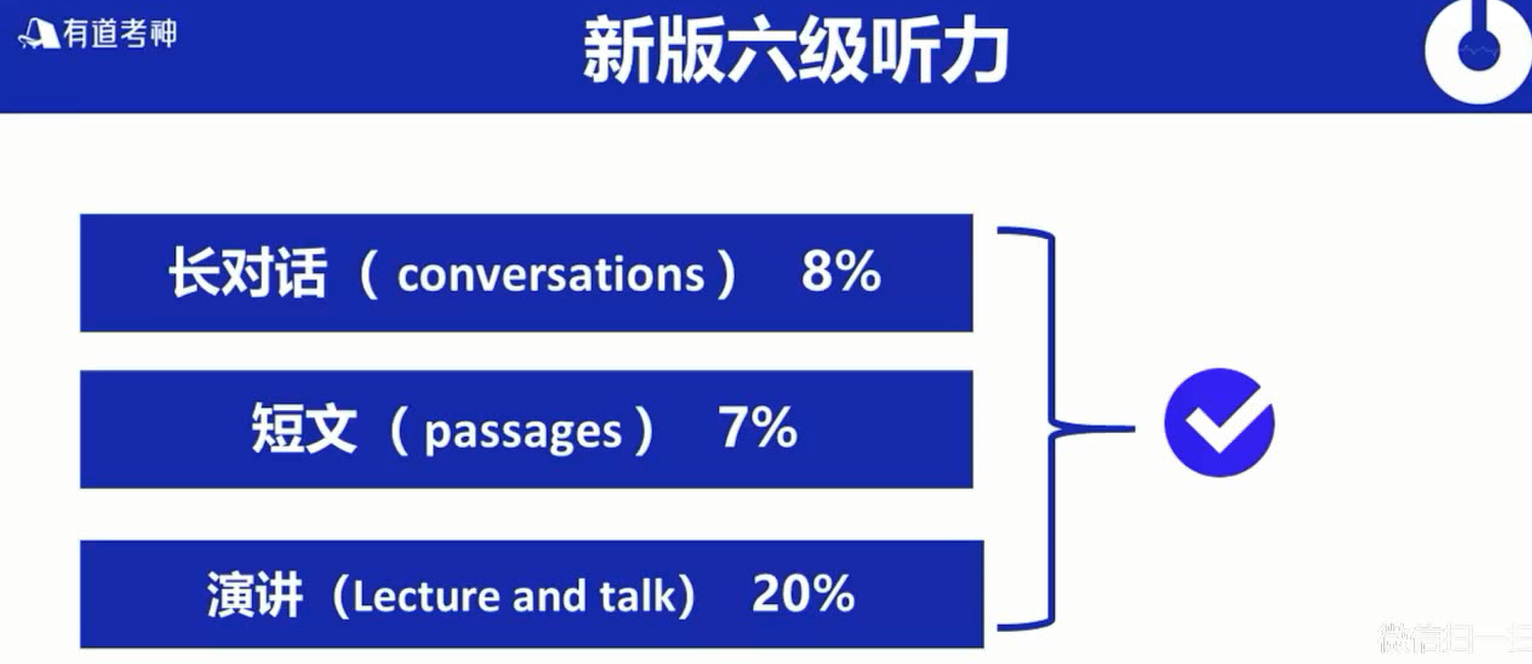 有道考神
新版六级听力
长对话（ conversations ） 8%
短文（ passages ） 7%
演讲（Lecture and talk） 20%
微信扫一扫